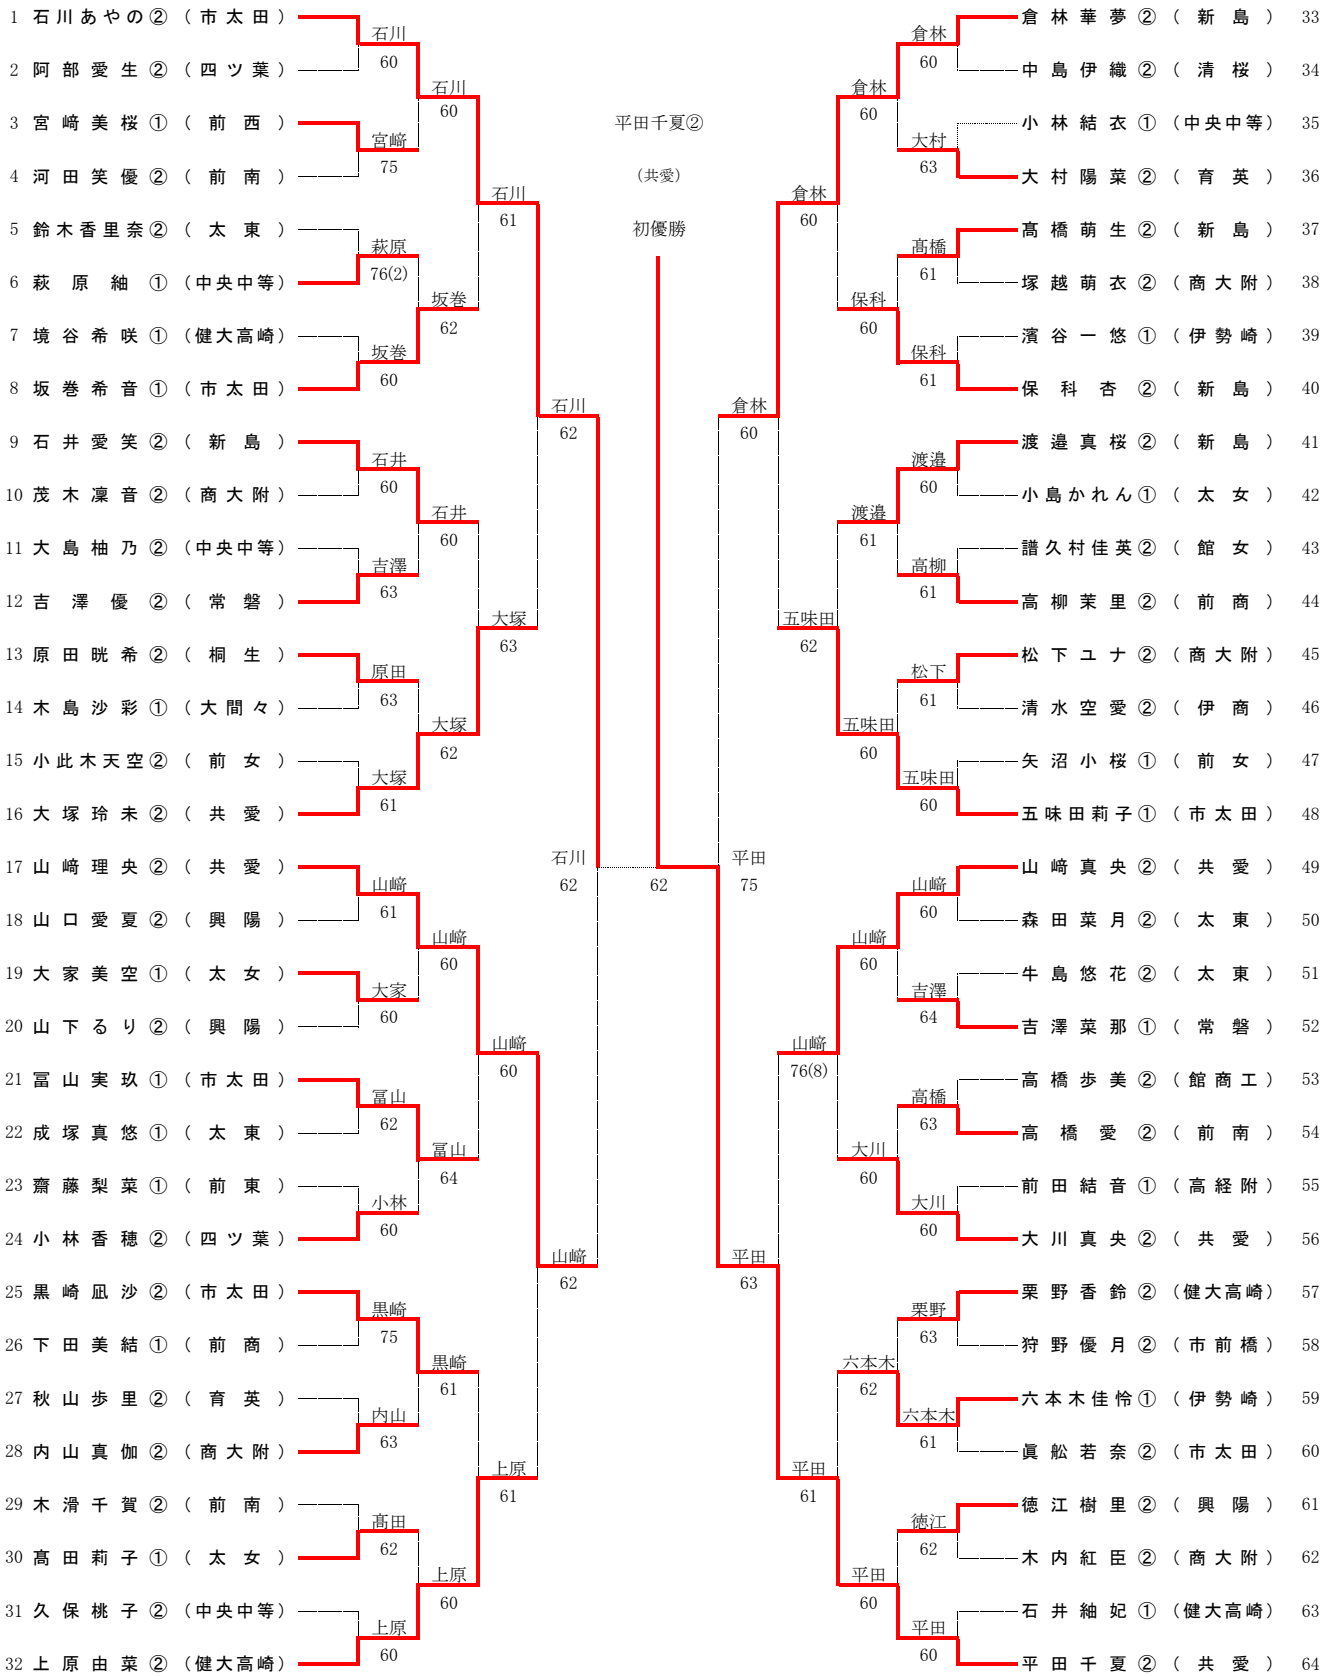 1 石川あやの② (市太田)
2 阿部愛生② (四ツ葉)
3 宮﨑美桜① (前西)
4 河田笑優② (前南)
5 鈴木香里奈② (太東)
6 萩原紬① (中央中等)
7 境谷希咲① (健大高崎)
8 坂巻希音① (市太田)
9 石井愛笑② (新島)
10 茂木凜音② (商大附)
11 大島柚乃② (中央中等)
12 吉澤優② (常磐)
13 原田晄希② (桐生)
14 木島沙彩① (大間々)
15 小此木天空② (前女)
16 大塚玲未② (共愛)
17 山﨑理央② (共愛)
18 山口愛夏② (興陽)
19 大家美空① (太女)
20 山下るり② (興陽)
21 冨山実玖① (市太田)
22 成塚真悠① (太東)
23 齋藤梨菜① (前東)
24 小林香穂② (四ツ葉)
25 黒崎凪沙② (市太田)
26 下田美結① (前商)
27 秋山歩里② (育英)
28 内山真伽② (商大附)
29 木滑千賀② (前南)
30 髙田莉子① (太女)
31 久保桃子② (中央中等)
32 上原由菜② (健大高崎)
石川
60
宮﨑
75
萩原
76(2)
坂巻
60
石井
60
吉澤
63
原田
63
大塚
61
山﨑
61
大家
60
冨山
62
小林
60
黒崎
75
内山
63
髙田
62
上原
60
石川
60
坂巻
62
石井
60
大塚
62
山﨑
60
冨山
64
黒崎
61
上原
60
石川
61
大塚
63
山﨑
60
上原
61
石川
62
山﨑
62
石川
62
平田千夏②
(共愛)
初優勝
62
平田
75
倉林
60
平田
63
倉林
60
五味田
62
山﨑
76(8)
平田
61
倉林
60
保科
60
渡邉
61
五味田
60
山﨑
60
大川
60
六本木
62
平田
60
倉林
60
大村
63
髙橋
61
保科
61
渡邉
60
高柳
61
松下
61
五味田
60
山﨑
60
吉澤
64
高橋
63
大川
60
栗野
63
六本木
61
徳江
62
平田
60
倉林華夢② (新島) 33
中島伊織② (清桜) 34
小林結衣① (中央中等) 35
大村陽菜② (育英) 36
髙橋萌生② (新島) 37
塚越萌衣② (商大附) 38
濱谷一悠① (伊勢崎) 39
保科杏② (新島) 40
渡邉真桜② (新島) 41
小島かれん① (太女) 42
譜久村佳英② (館女) 43
高柳茉里② (前商) 44
松下ユナ② (商大附) 45
清水空愛② (伊商) 46
矢沼小桜① (前女) 47
五味田莉子① (市太田) 48
山﨑真央② (共愛) 49
森田菜月② (太東) 50
牛島悠花② (太東) 51
吉澤菜那① (常磐) 52
高橋歩美② (館商工) 53
高橋愛② (前南) 54
前田結音① (高経附) 55
大川真央② (共愛) 56
栗野香鈴② (健大高崎) 57
狩野優月② (市前橋) 58
六本木佳怜① (伊勢崎) 59
眞舩若奈② (市太田) 60
徳江樹里② (興陽) 61
木内紅臣② (商大附) 62
石井紬妃① (健大高崎) 63
平田千夏② (共愛) 64